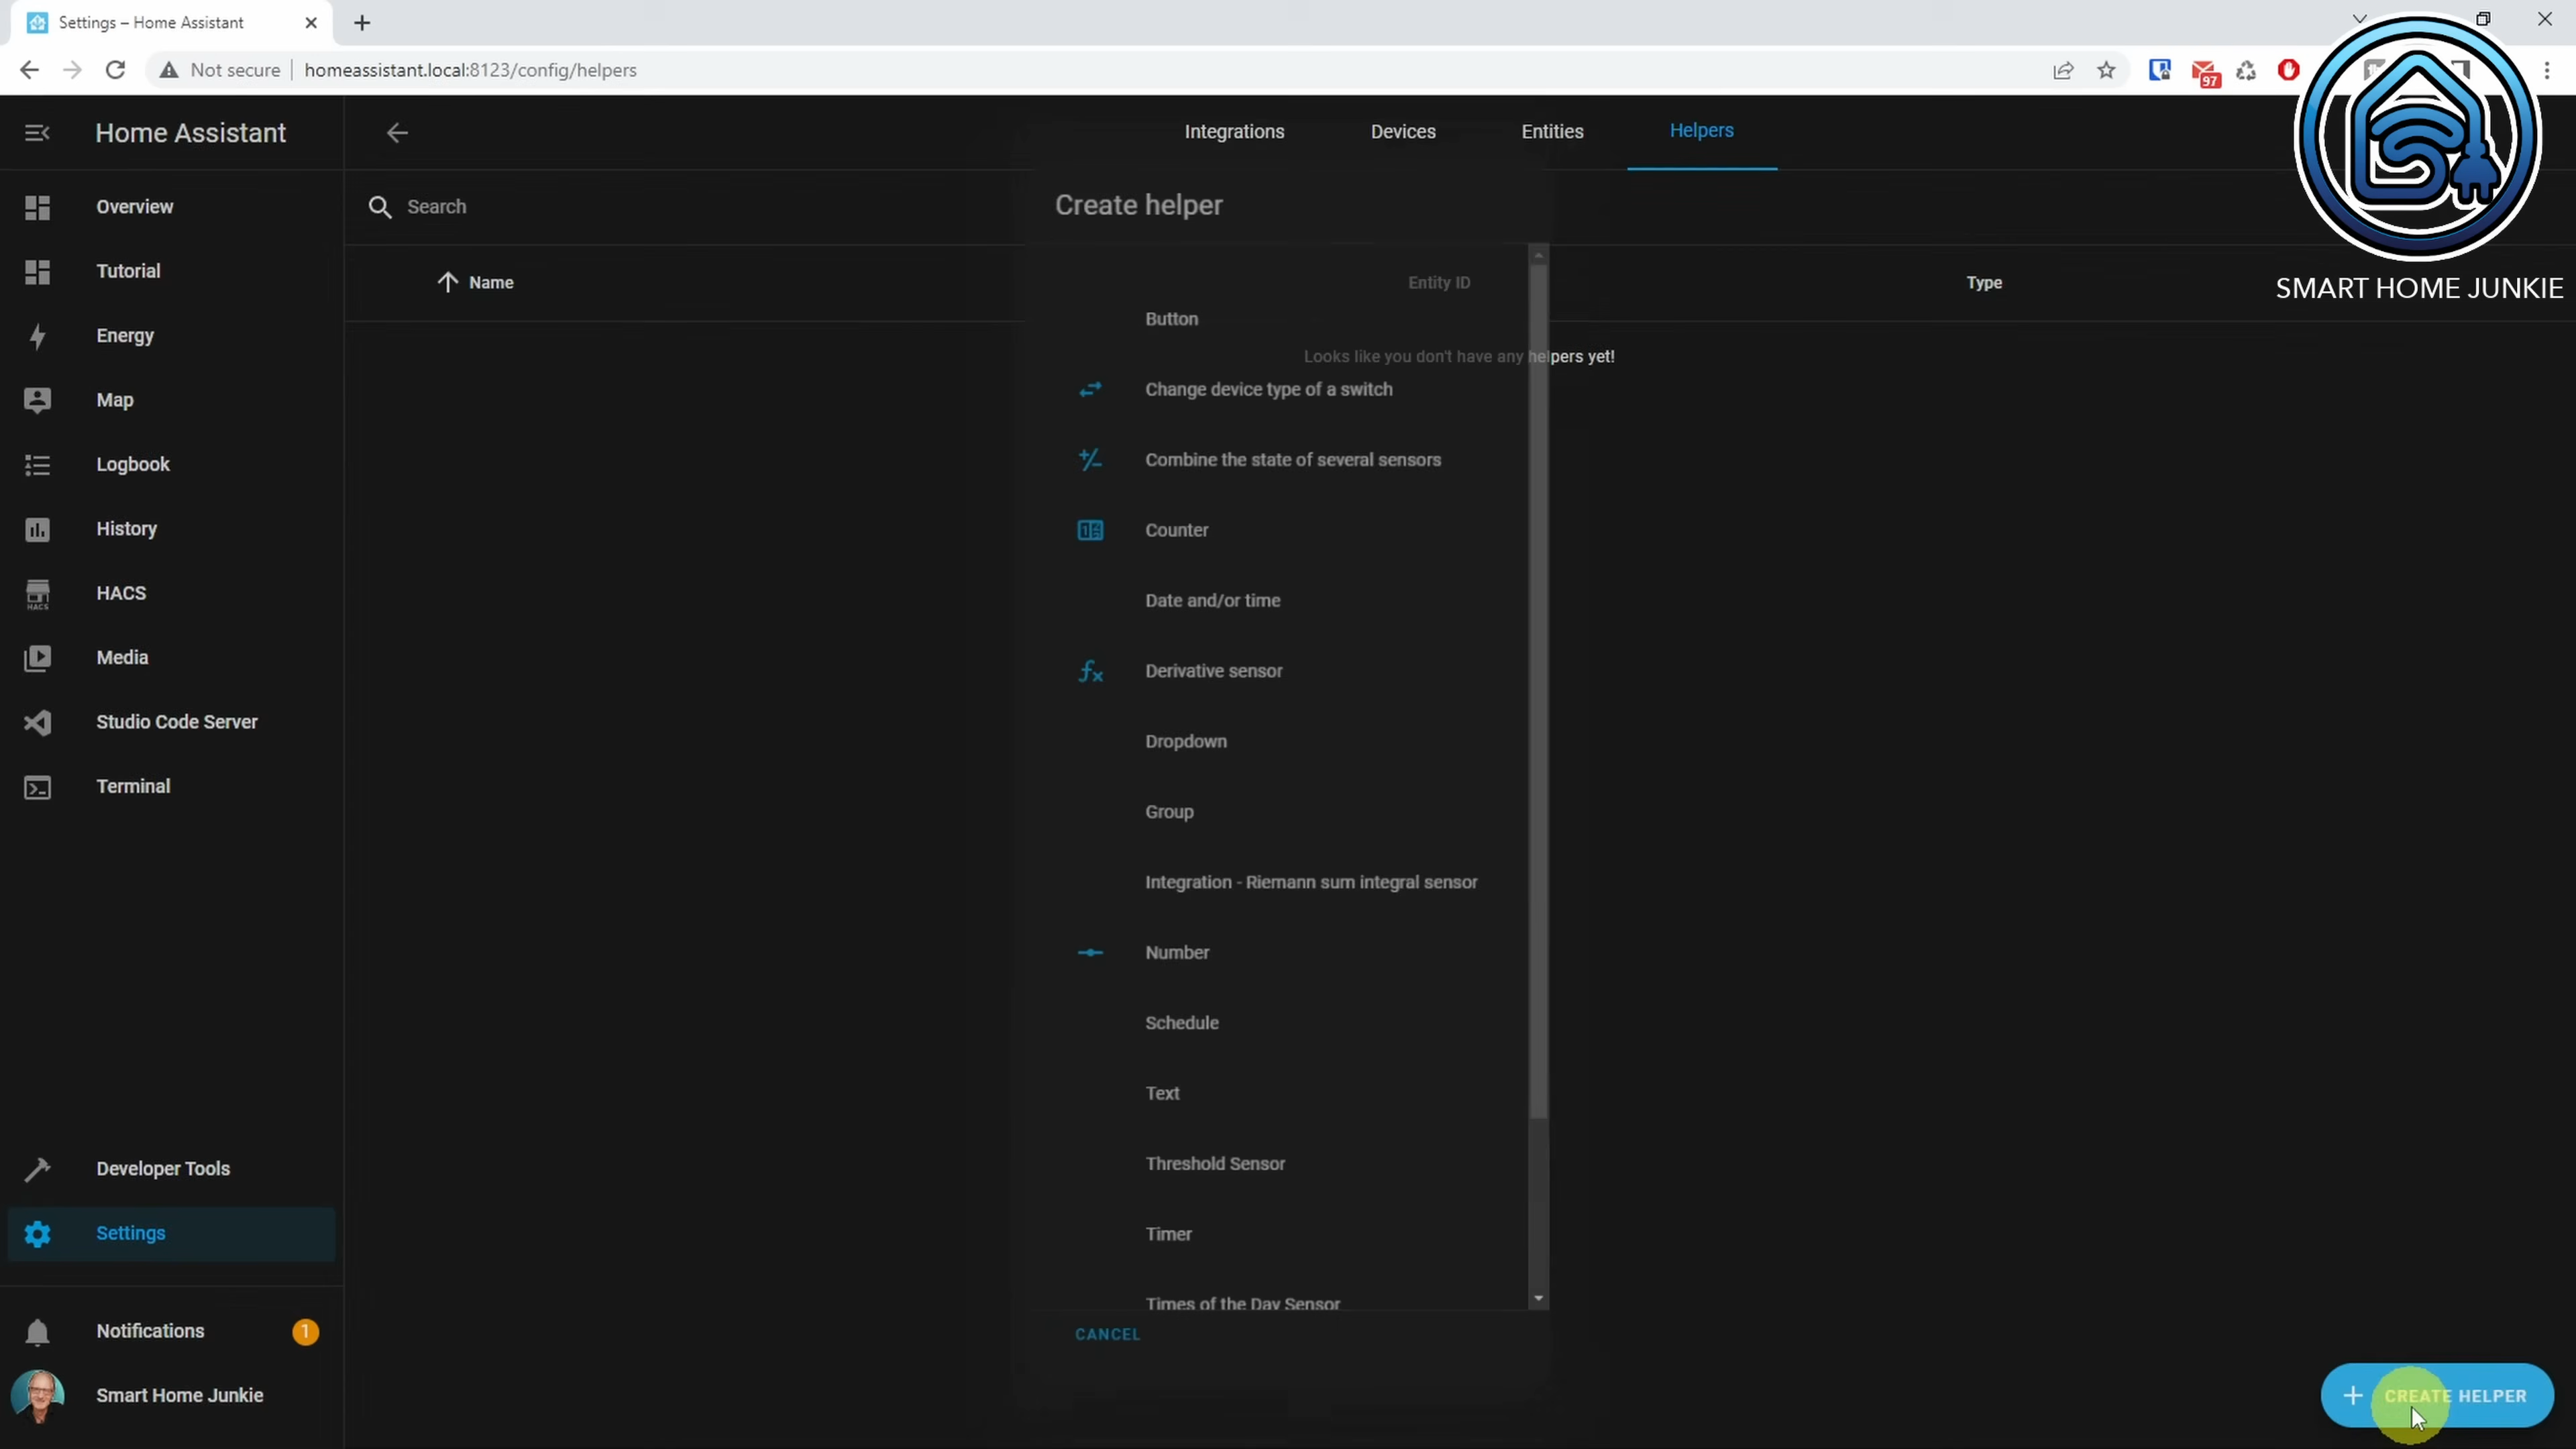 Settings – Home Assistant
Not secure
homeassistant.local:8123/config/helpers
97
SMART HOME JUNKIE
Home Assistant
Overview
Tutorial
Energy
Map
Logbook
History
HACS
HACS
Media
Studio Code Server
Terminal
Developer Tools
Settings
Notifications
1
Smart Home Junkie
Integrations
Devices
Entities
Helpers
Search
Name
Entity ID
Type
Looks like you don't have any helpers yet!
Create helper
Button
Change device type of a switch
Combine the state of several sensors
Counter
Date and/or time
Derivative sensor
Dropdown
Group
Integration - Riemann sum integral sensor
Number
Schedule
Text
Threshold Sensor
Timer
Times of the Day Sensor
CANCEL
CREATE HELPER